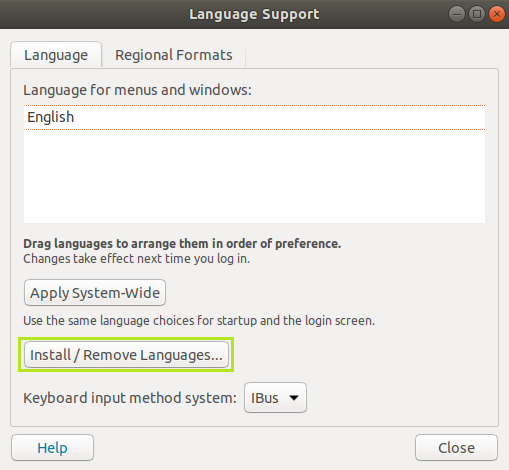 Language Support
Language
Regional Formats
Language for menus and windows:
English
Drag languages to arrange them in order of preference.
Changes take effect next time you log in.
Apply System-Wide
Use the same language choices for startup and the login screen.
Install / Remove Languages...
Keyboard input method system: IBus
Help
Close